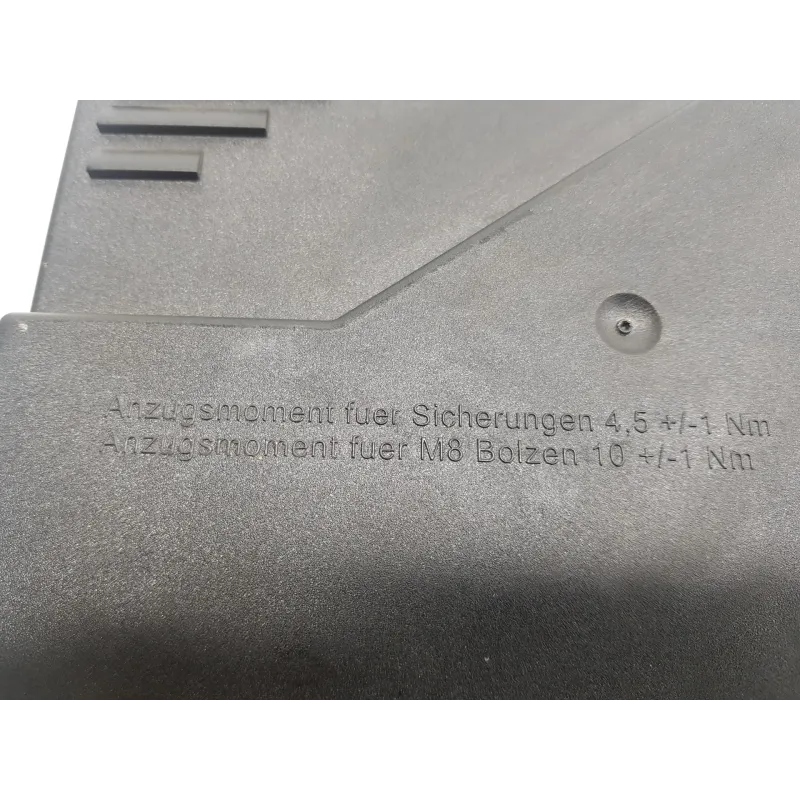 Anzugsmoment fuer Sicherungen 4,5 +/-1 Nm
Anzugsmoment fuer M8 Bolzen 10 +/-1 Nm